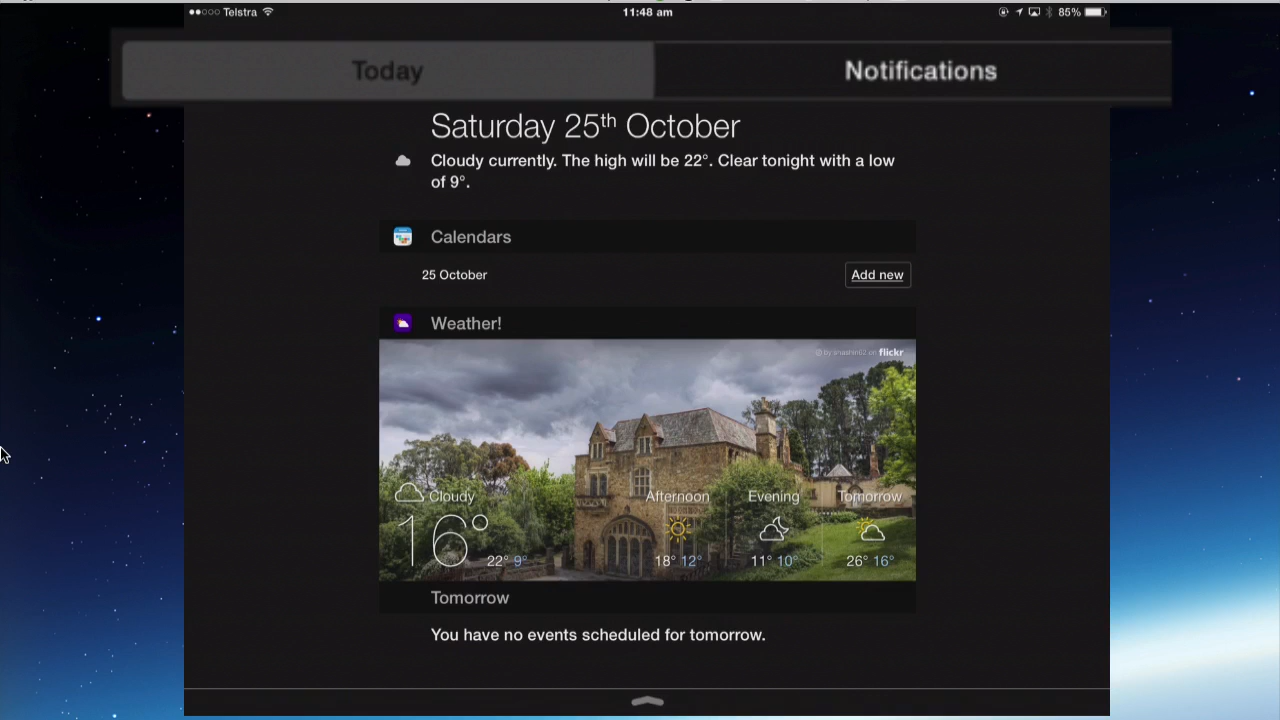 Telstra
11:48 am
85%
Today
Notifications
Saturday 25th October
Cloudy currently. The high will be 22°. Clear tonight with a low
of 9°.
Calendars
25 October
Add new
Weather!
flickr
Cloudy
16°
22° 9°
Afternoon
18° 12°
Evening
11° 10°
Tomorrow
26° 16°
Tomorrow
You have no events scheduled for tomorrow.